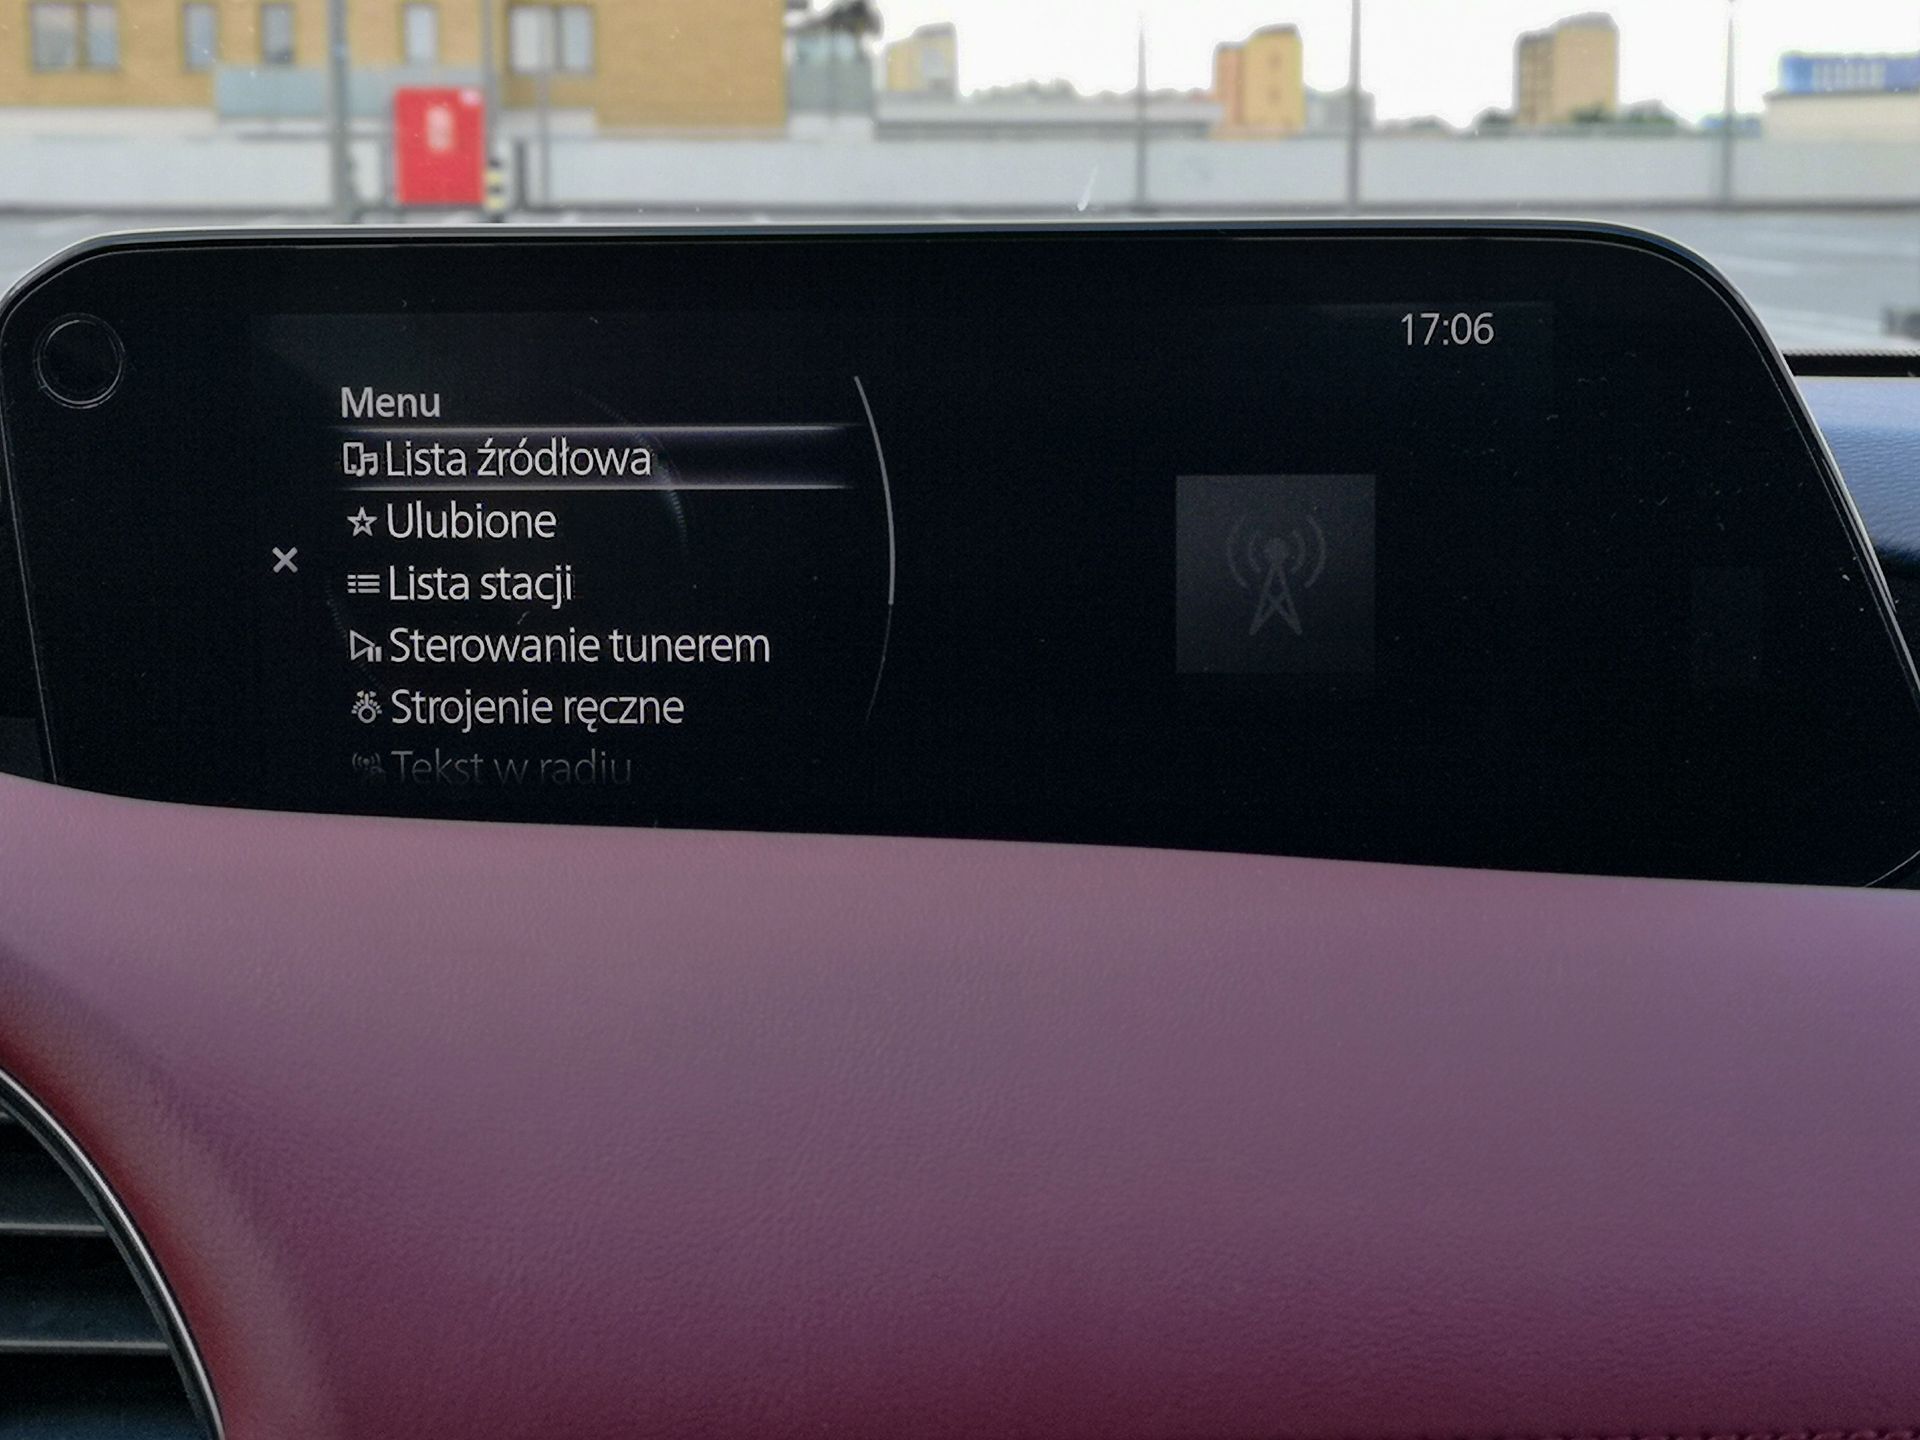 17:06
Menu
Lista źródłowa
Ulubione
Lista stacji
Sterowanie tunerem
Strojenie ręczne
Tekst w radiu